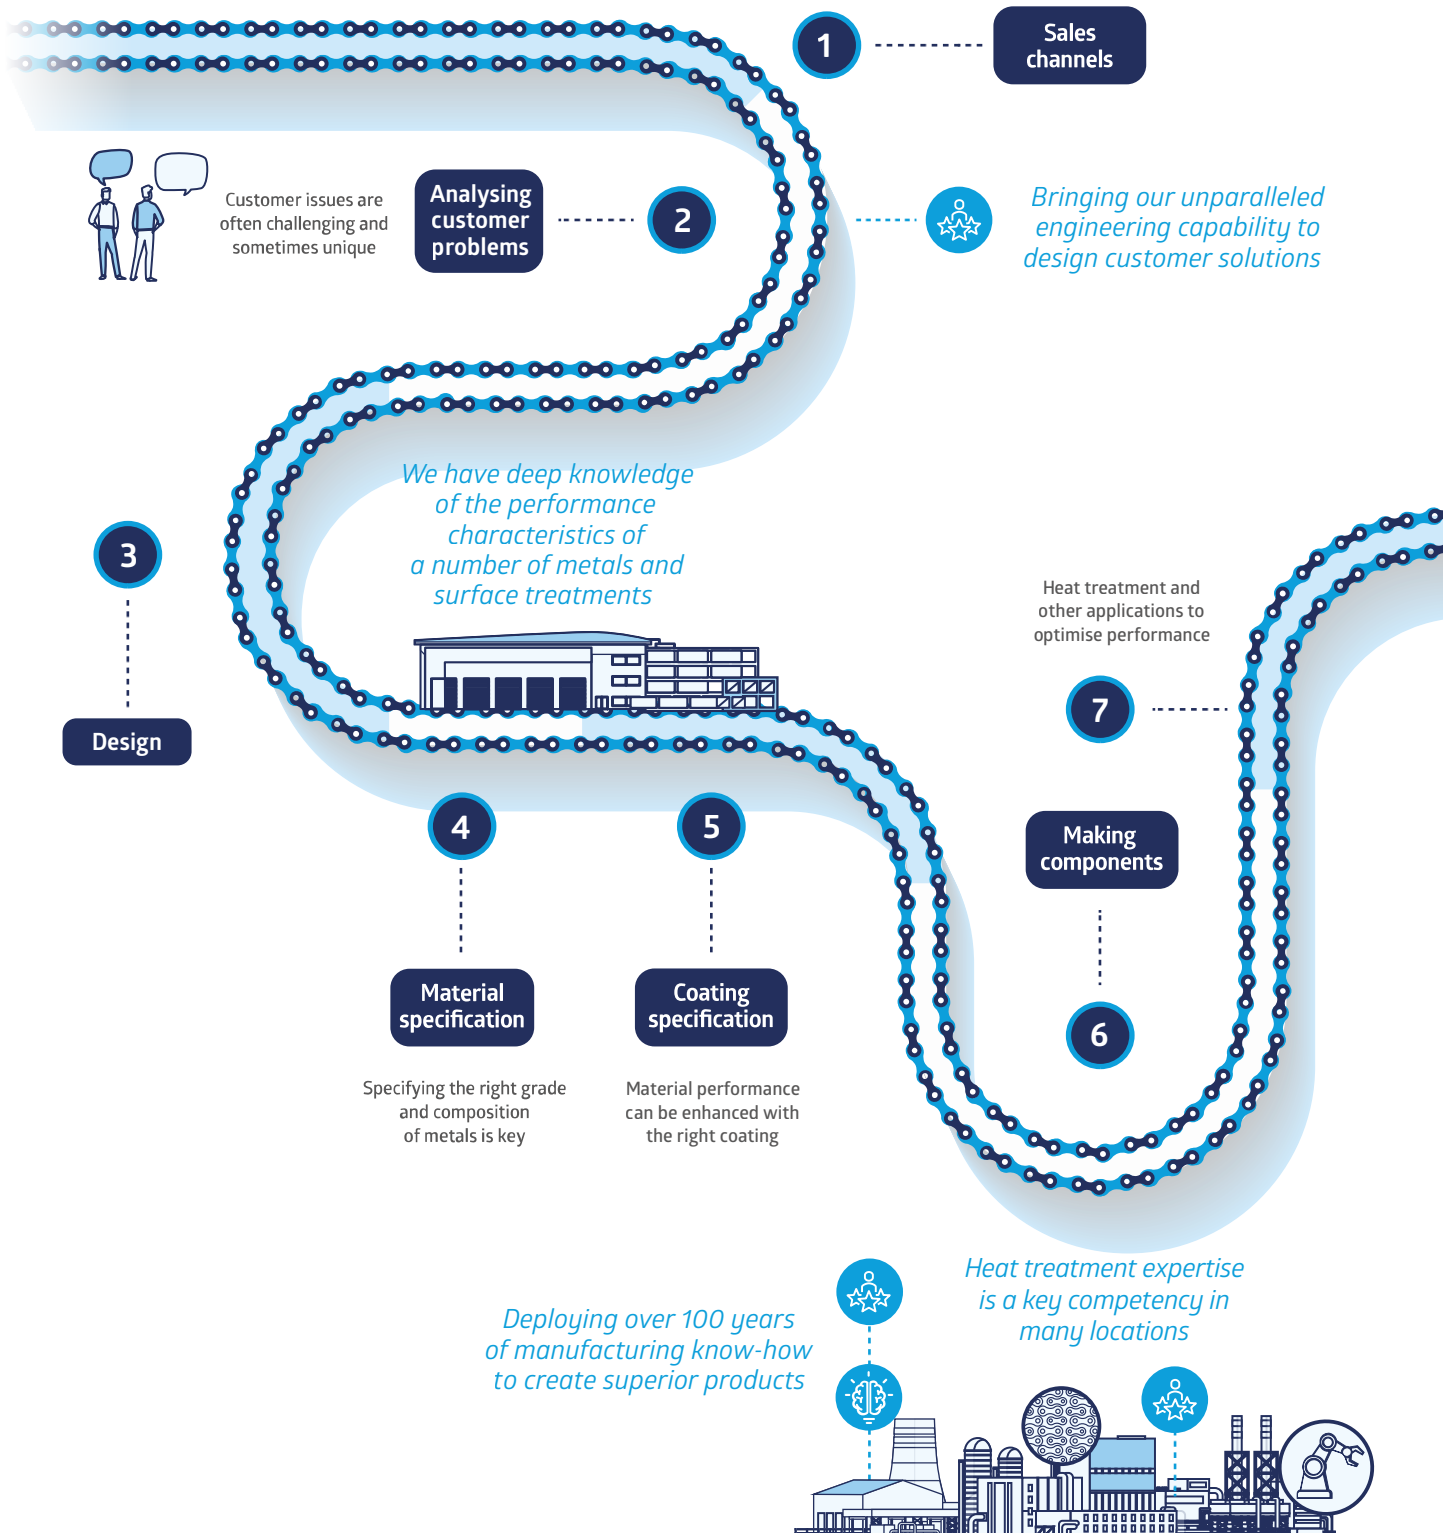 1
Sales
channels
Customer issues are
often challenging and
sometimes unique
Analysing
customer
problems
2
Bringing our unparalleled
engineering capability to
design customer solutions
We have deep knowledge
of the performance
characteristics of
a number of metals and
surface treatments
3
Design
4
Material
specification
Specifying the right grade
and composition
of metals is key
5
Coating
specification
Material performance
can be enhanced with
the right coating
Heat treatment and
other applications to
optimise performance
7
Making
components
6
Deploying over 100 years
of manufacturing know-how
to create superior products
Heat treatment expertise
is a key competency in
many locations